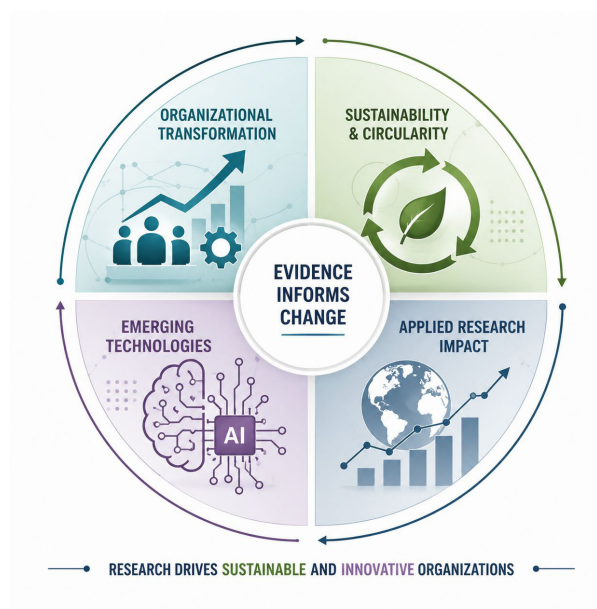 ORGANIZATIONAL
TRANSFORMATION
SUSTAINABILITY
& CIRCULARITY
EVIDENCE
INFORMS
CHANGE
EMERGING
TECHNOLOGIES
AI
APPLIED RESEARCH
IMPACT
RESEARCH DRIVES SUSTAINABLE AND INNOVATIVE ORGANIZATIONS